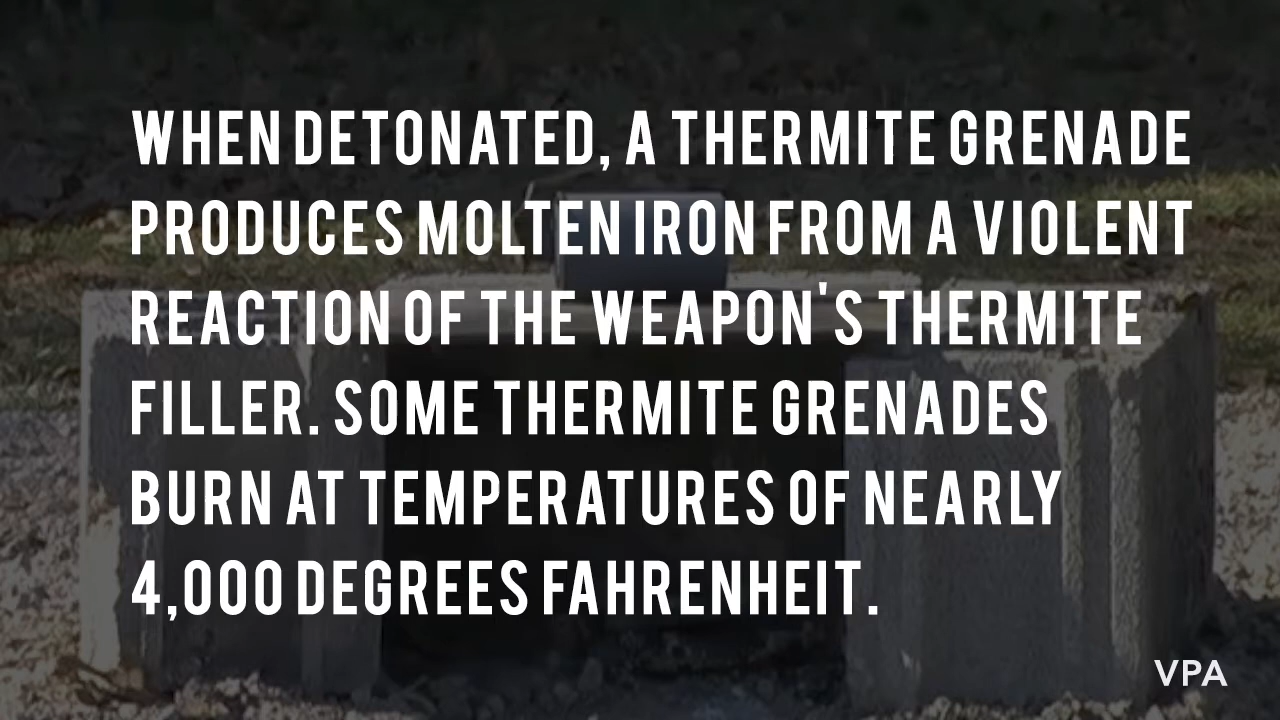 WHEN DETONATED, A THERMITE GRENADE
PRODUCES MOLTEN IRON FROM A VIOLENT
REACTION OF THE WEAPON'S THERMITE
FILLER. SOME THERMITE GRENADES
BURN AT TEMPERATURES OF NEARLY
4,000 DEGREES FAHRENHEIT.
VPA